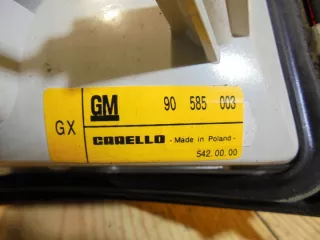 GM 90 585 003
GX
CARELLO - Made in Poland -
542.00.00